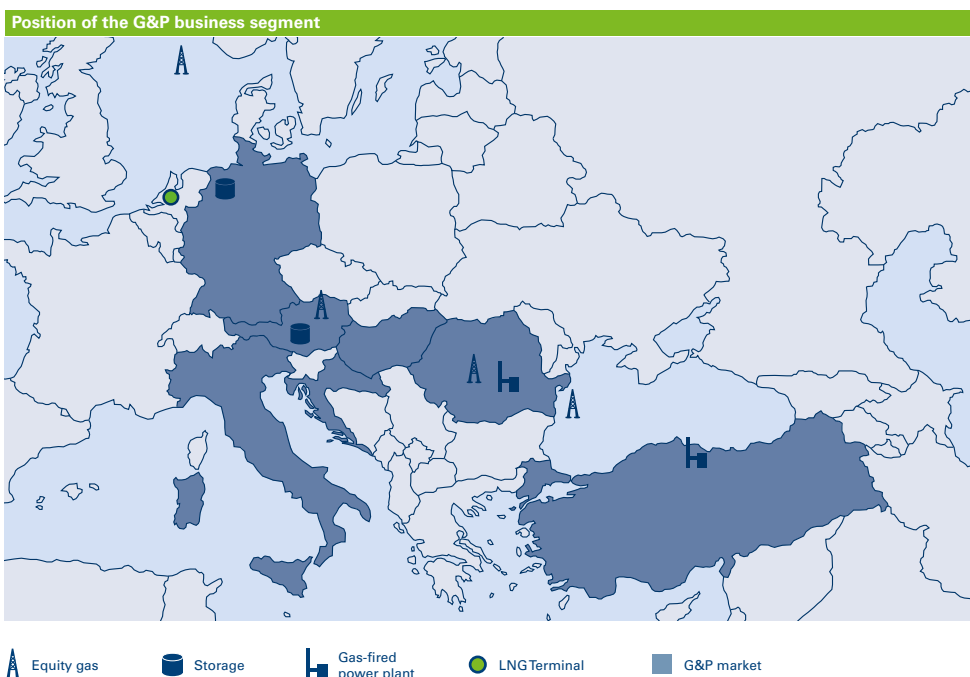 Position of the G&P business segment
Equity gas
Storage
Gas-fired
power plant
LNG Terminal
G&P market